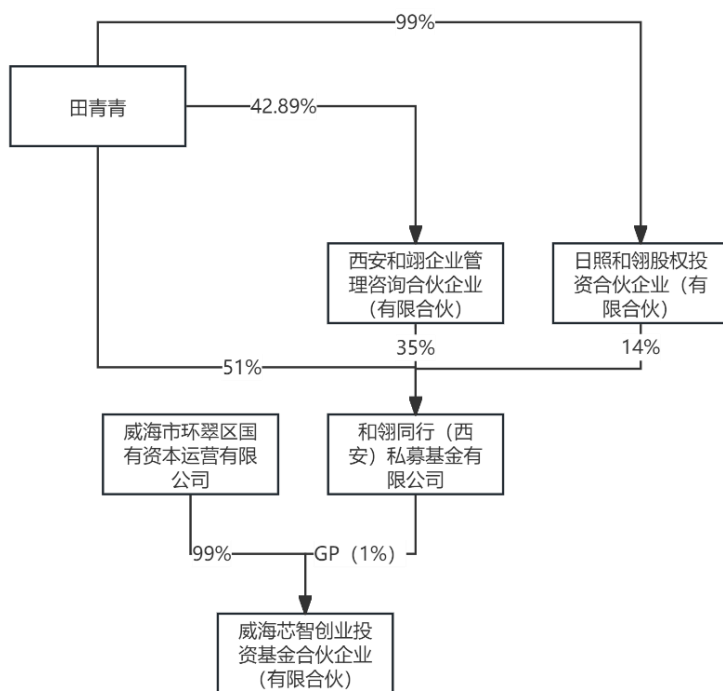 99%
田青青
42.89%
西安和翊企业管
理咨询合伙企业
（有限合伙）
日照和翎股权投
资合伙企业（有
限合伙）
35%
14%
51%
威海市环翠区国
有资本运营有限
公司
和翎同行（西
安）私募基金有
限公司
99%
GP（1%）
威海芯智创业投
资基金合伙企业
（有限合伙）